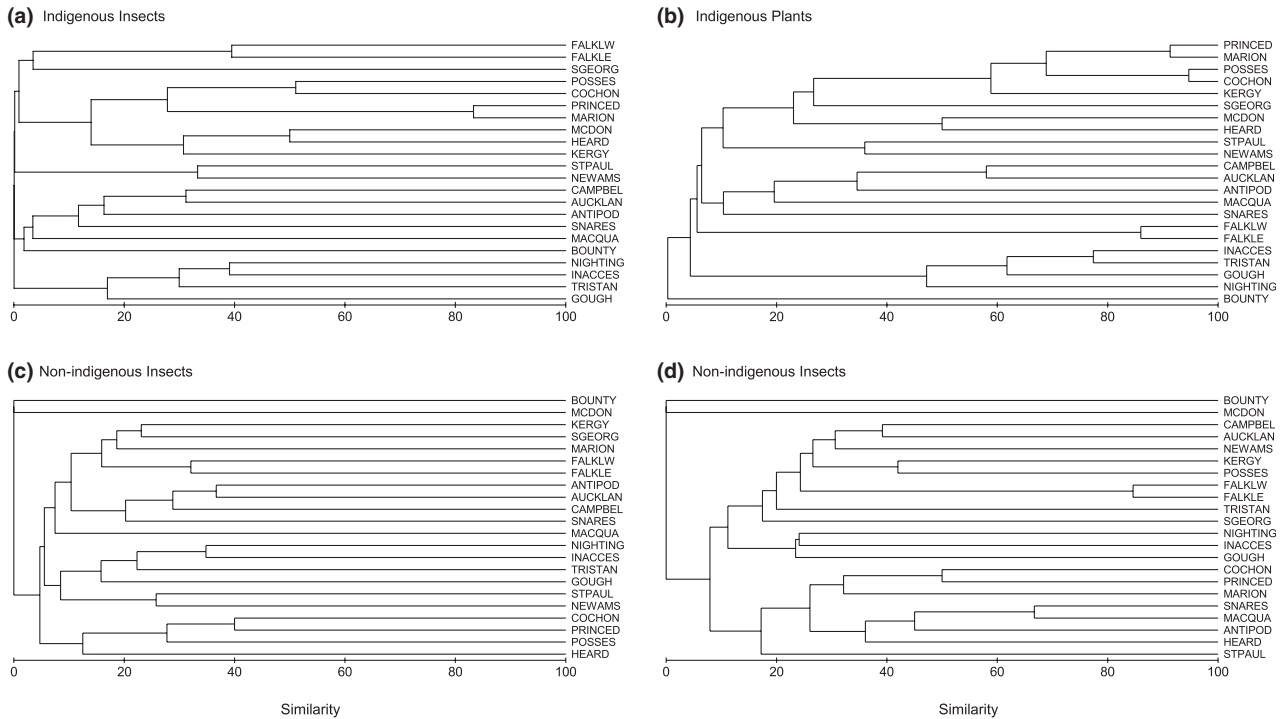 (a) Indigenous Insects
FALKLW
FALKLE
SGEORG
POSSES
COCHON
PRINCED
MARION
MCDON
HEARD
KERGY
STPAUL
NEWAMS
CAMPBEL
AUCKLAN
ANTIPOD
SNARES
MACQUA
BOUNTY
NIGHTING
INACCES
TRISTAN
GOUGH
0 20 40 60 80 100
(b) Indigenous Plants
PRINCED
MARION
POSSES
COCHON
KERGY
SGEORG
MCDON
HEARD
STPAUL
NEWAMS
CAMPBEL
AUCKLAN
ANTIPOD
MACQUA
SNARES
FALKLW
FALKLE
INACCES
TRISTAN
GOUGH
NIGHTING
BOUNTY
0 20 40 60 80 100
(c) Non-indigenous Insects
BOUNTY
MCDON
KERGY
SGEORG
MARION
FALKLW
FALKLE
ANTIPOD
AUCKLAN
CAMPBEL
SNARES
MACQUA
NIGHTING
INACCES
TRISTAN
GOUGH
STPAUL
NEWAMS
COCHON
PRINCED
POSSES
HEARD
0 20 40 60 80 100
Similarity
(d) Non-indigenous Insects
BOUNTY
MCDON
CAMPBEL
AUCKLAN
NEWAMS
KERGY
POSSES
FALKLW
FALKLE
TRISTAN
SGEORG
NIGHTING
INACCES
GOUGH
COCHON
PRINCED
MARION
SNARES
MACQUA
ANTIPOD
HEARD
STPAUL
0 20 40 60 80 100
Similarity